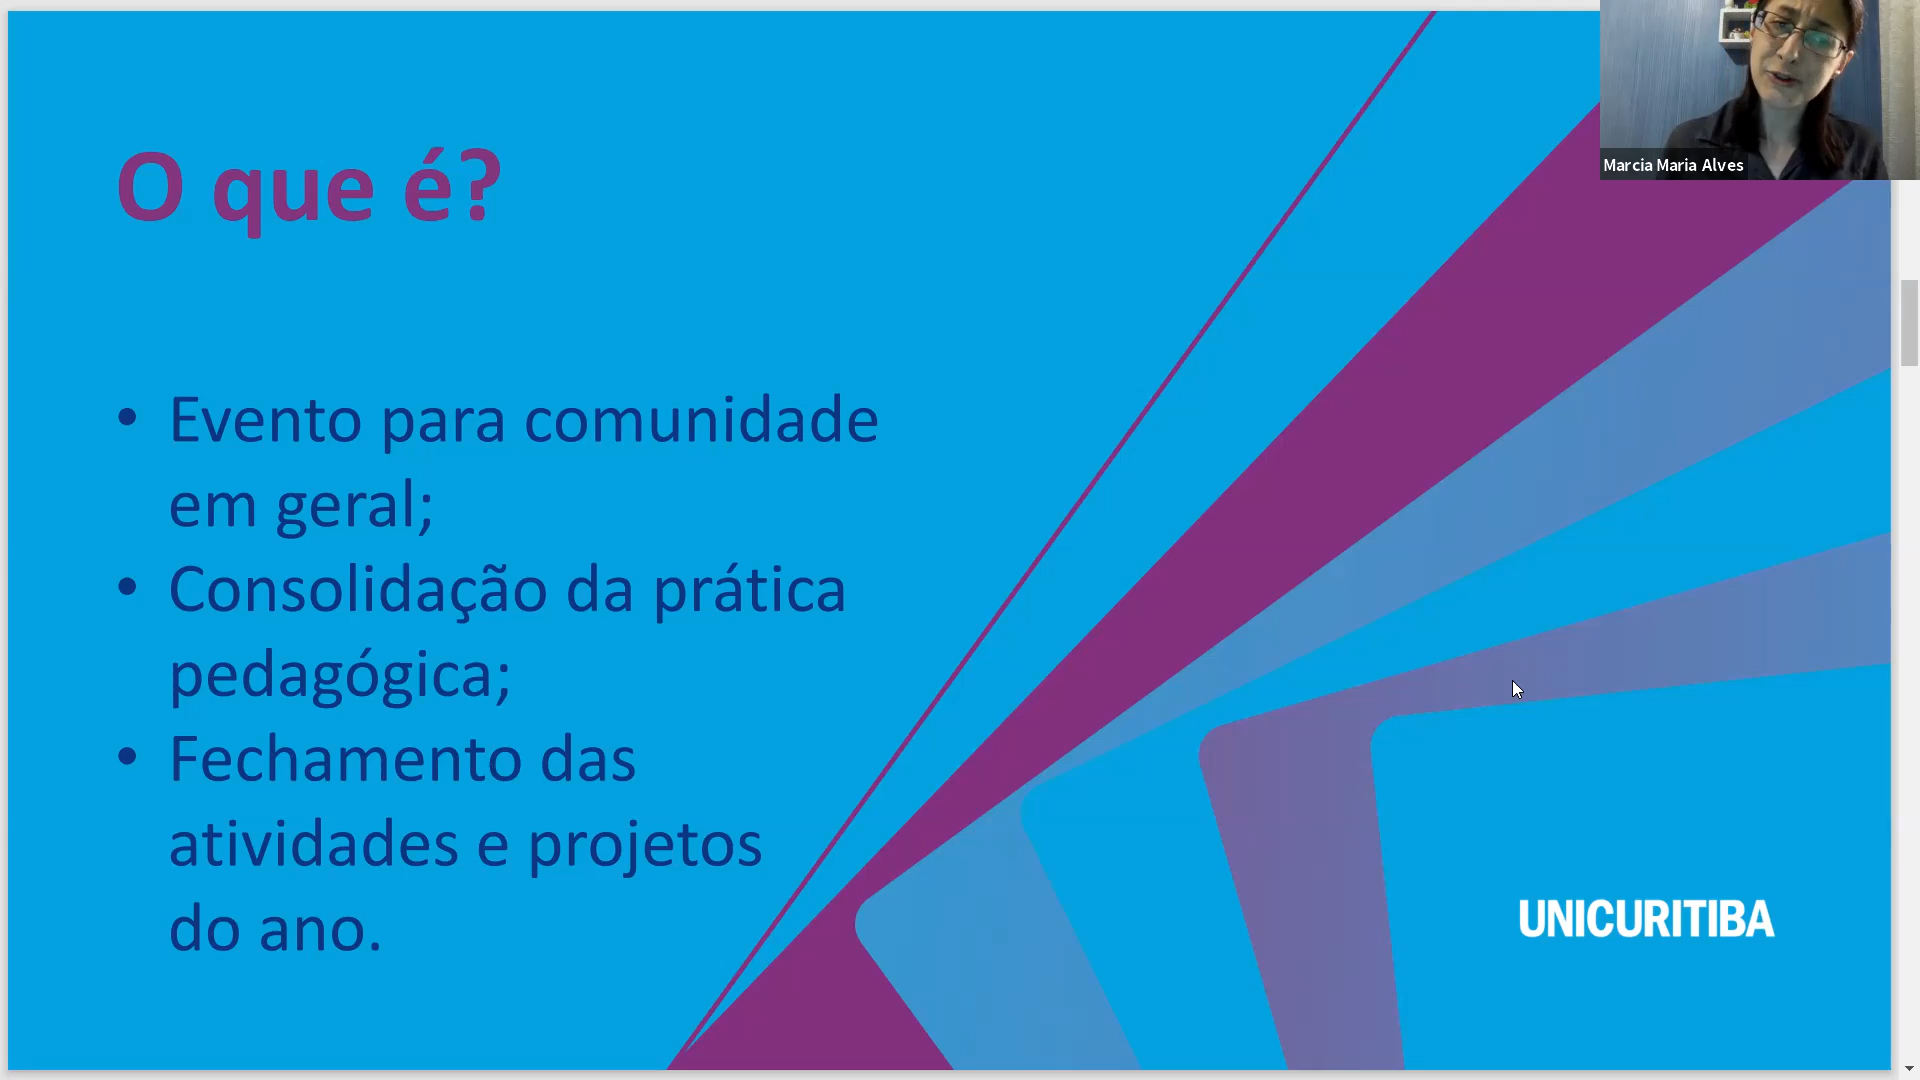 Marcia Maria Alves
O que é?
• Evento para comunidade
em geral;
• Consolidação da prática
pedagógica;
• Fechamento das
atividades e projetos
do ano.
UNICURITIBA